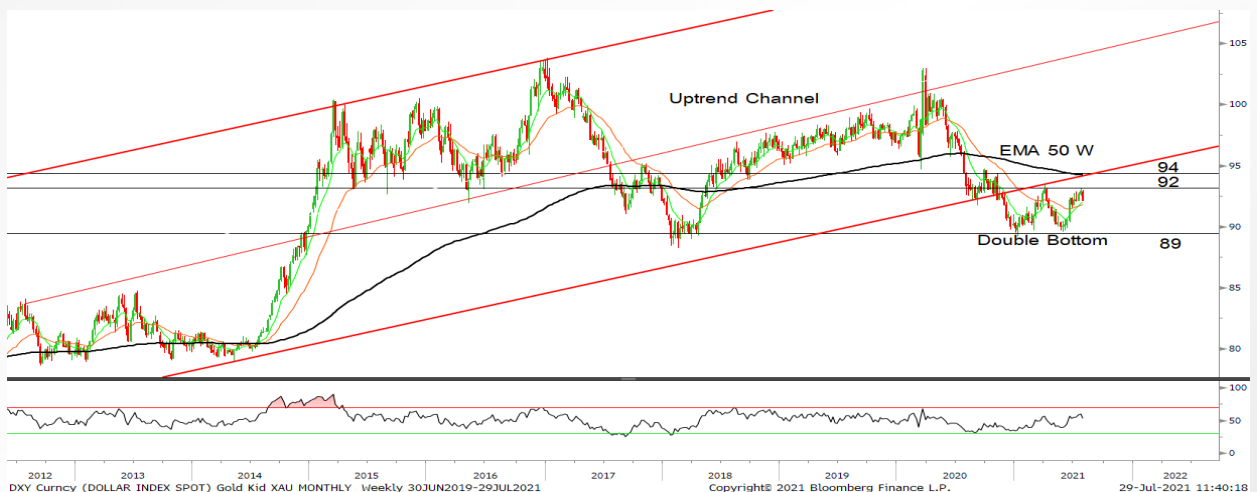 105
Uptrend Channel
100
EMA 50 W
95
94
92
90
Double Bottom
89
85
80
100
50
0
2012 2013 2014 2015 2016 2017 2018 2019 2020 2021 2022
DXY Curncy (DOLLAR INDEX SPOT) Gold Kid XAU MONTHLY Weekly 30JUN2019-29JUL2021 Copyright© 2021 Bloomberg Finance L.P. 29-Jul-2021 11:40:18